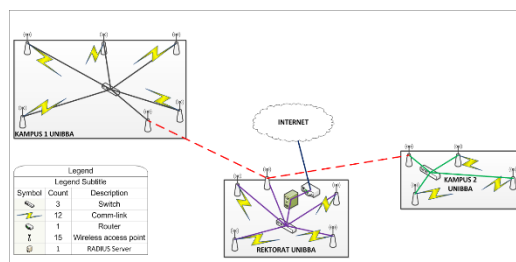 KAMPUS 1 UNIBBA
INTERNET
KAMPUS 2
UNIBBA
REKTORAT UNIBBA
Legend
Legend Subtitle
Symbol Count Description
3 Switch
12 Comm-link
1 Router
15 Wireless access point
1 RADIUS Server